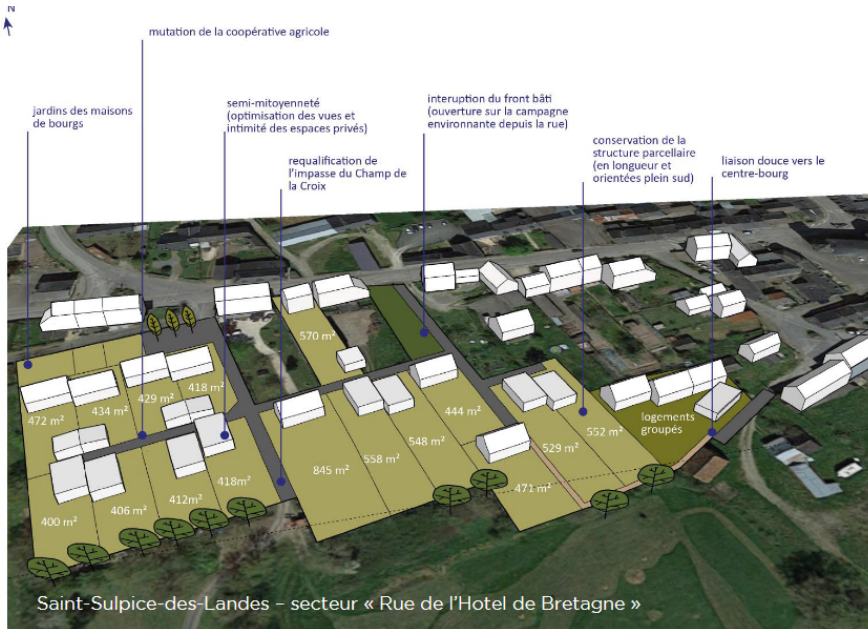 N
mutation de la coopérative agricole
jardins des maisons
de bourgs
semi-mitoyenneté
(optimisation des vues et
intimité des espaces privés)
interuption du front bâti
(ouverture sur la campagne
environnante depuis la rue)
requalification de
l'impasse du Champ de
la Croix
conservation de la
structure parcellaire
(en longueur et
orientées plein sud)
liaison douce vers le
centre-bourg
570 m²
472 m²
434 m²
429 m²
418 m²
400 m²
406 m²
412m²
418m²
845 m²
558 m²
548 m²
444 m²
471 m²
529 m²
552 m²
logements
groupés
Saint-Sulpice-des-Landes – secteur « Rue de l'Hotel de Bretagne »